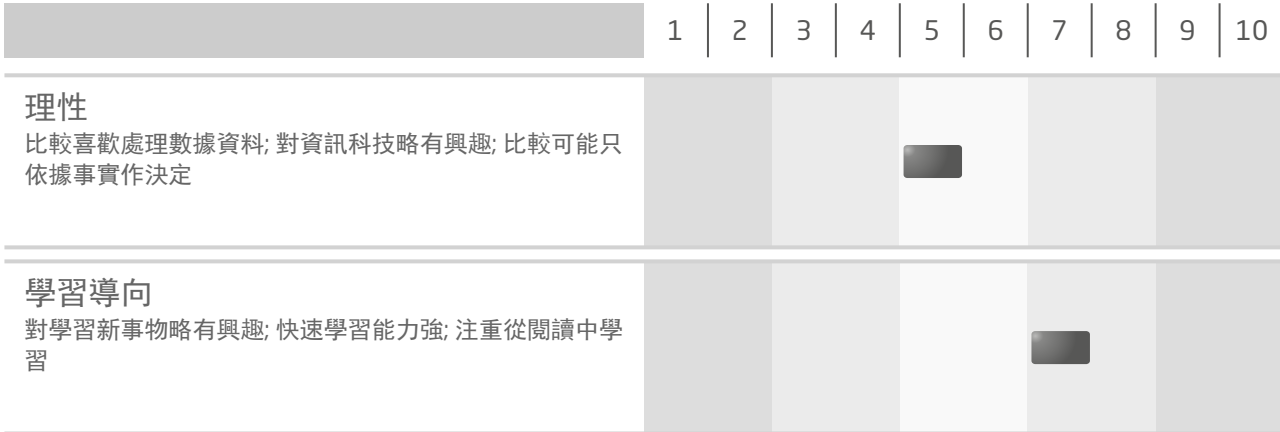 1 2 3 4 5 6 7 8 9 10
理性
比較喜歡處理數據資料; 對資訊科技略有興趣; 比較可能只
依據事實作決定
學習導向
對學習新事物略有興趣; 快速學習能力強; 注重從閱讀中學
習